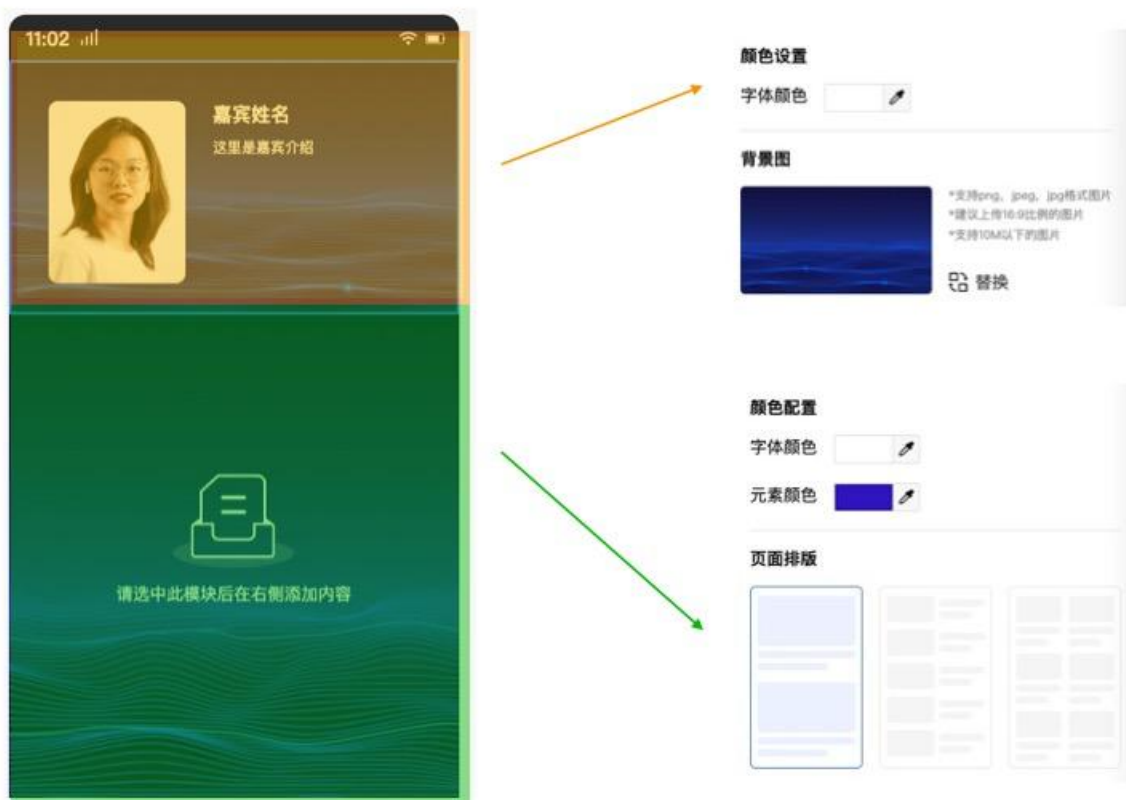 11:02
嘉宾姓名
这里是嘉宾介绍
请选中此模块后在右侧添加内容
颜色设置
字体颜色
背景图
*支持png、jpeg、jpg格式图片
*建议上传16:9比例的图片
*支持10M以下的图片
替换
颜色配置
字体颜色
元素颜色
页面排版